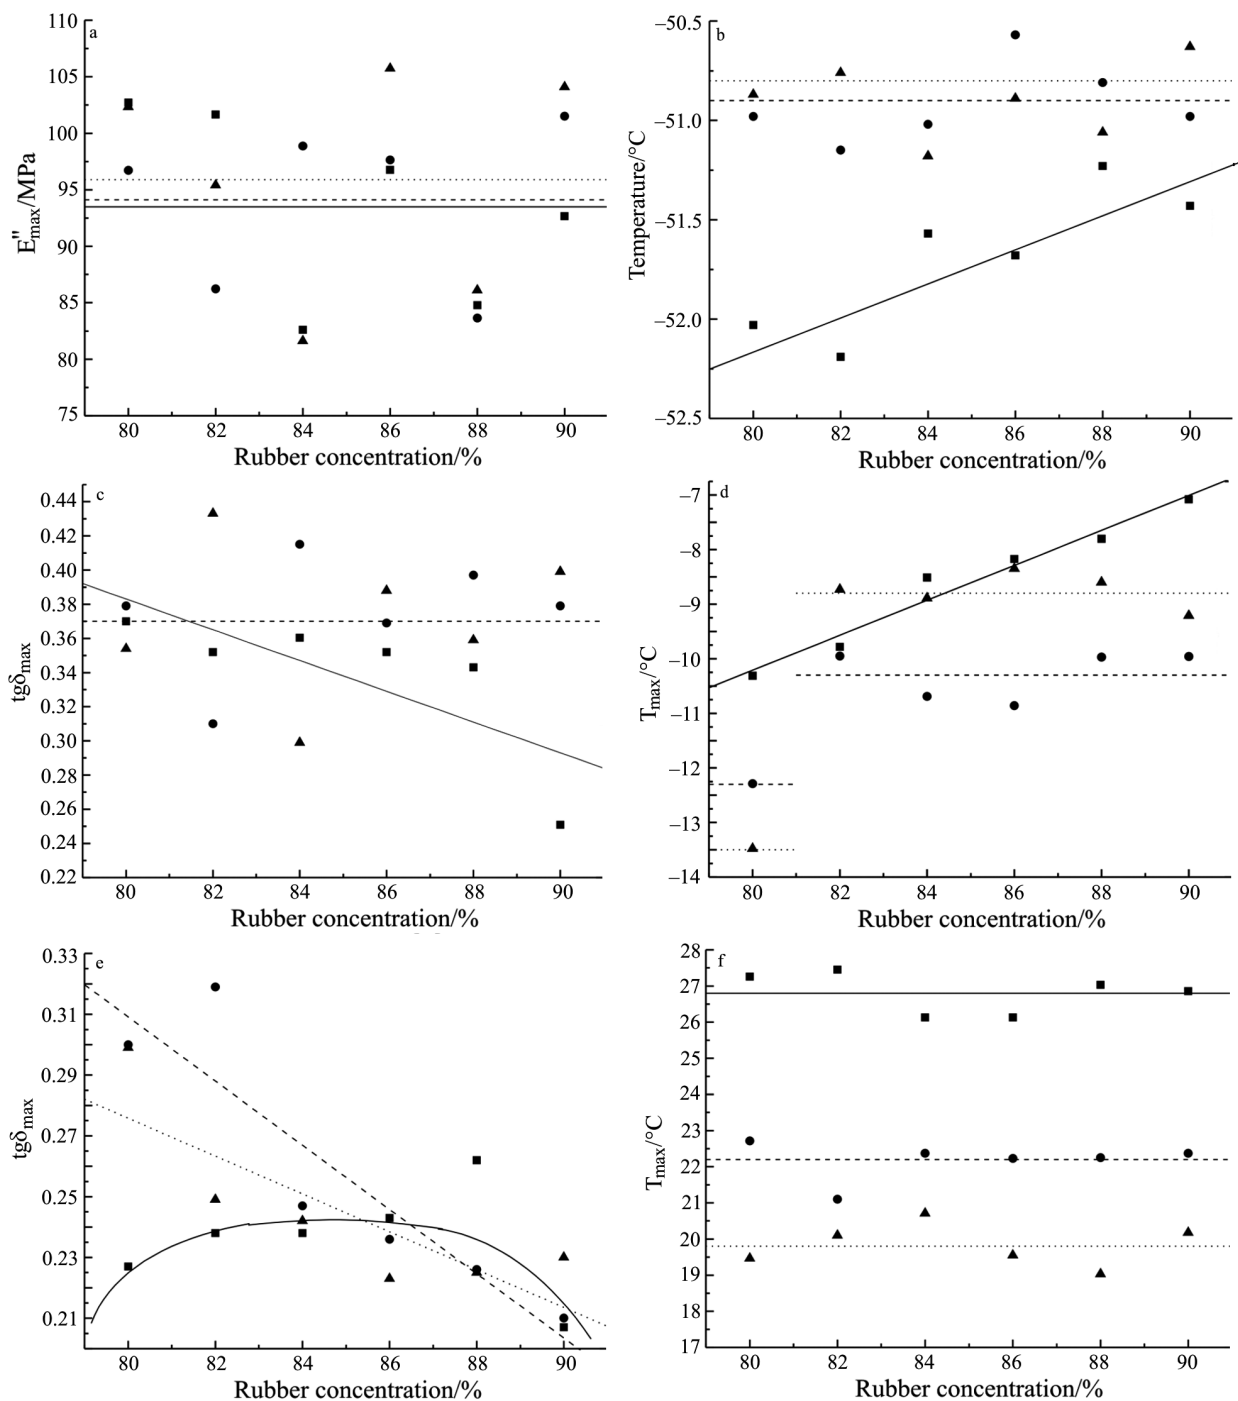 a
110
105
100
95
90
85
80
75
E"max/MPa
80 82 84 86 88 90
Rubber concentration/%
b
−50.5
−51.0
−51.5
−52.0
−52.5
Temperature/°C
80 82 84 86 88 90
Rubber concentration/%
c
0.44
0.42
0.40
0.38
0.36
0.34
0.32
0.30
0.28
0.26
0.24
0.22
tgδmax
80 82 84 86 88 90
Rubber concentration/%
d
−7
−8
−9
−10
−11
−12
−13
−14
Tmax/°C
80 82 84 86 88 90
Rubber concentration/%
e
0.33
0.31
0.29
0.27
0.25
0.23
0.21
tgδmax
80 82 84 86 88 90
Rubber concentration/%
f
28
27
26
25
24
23
22
21
20
19
18
17
Tmax/°C
80 82 84 86 88 90
Rubber concentration/%